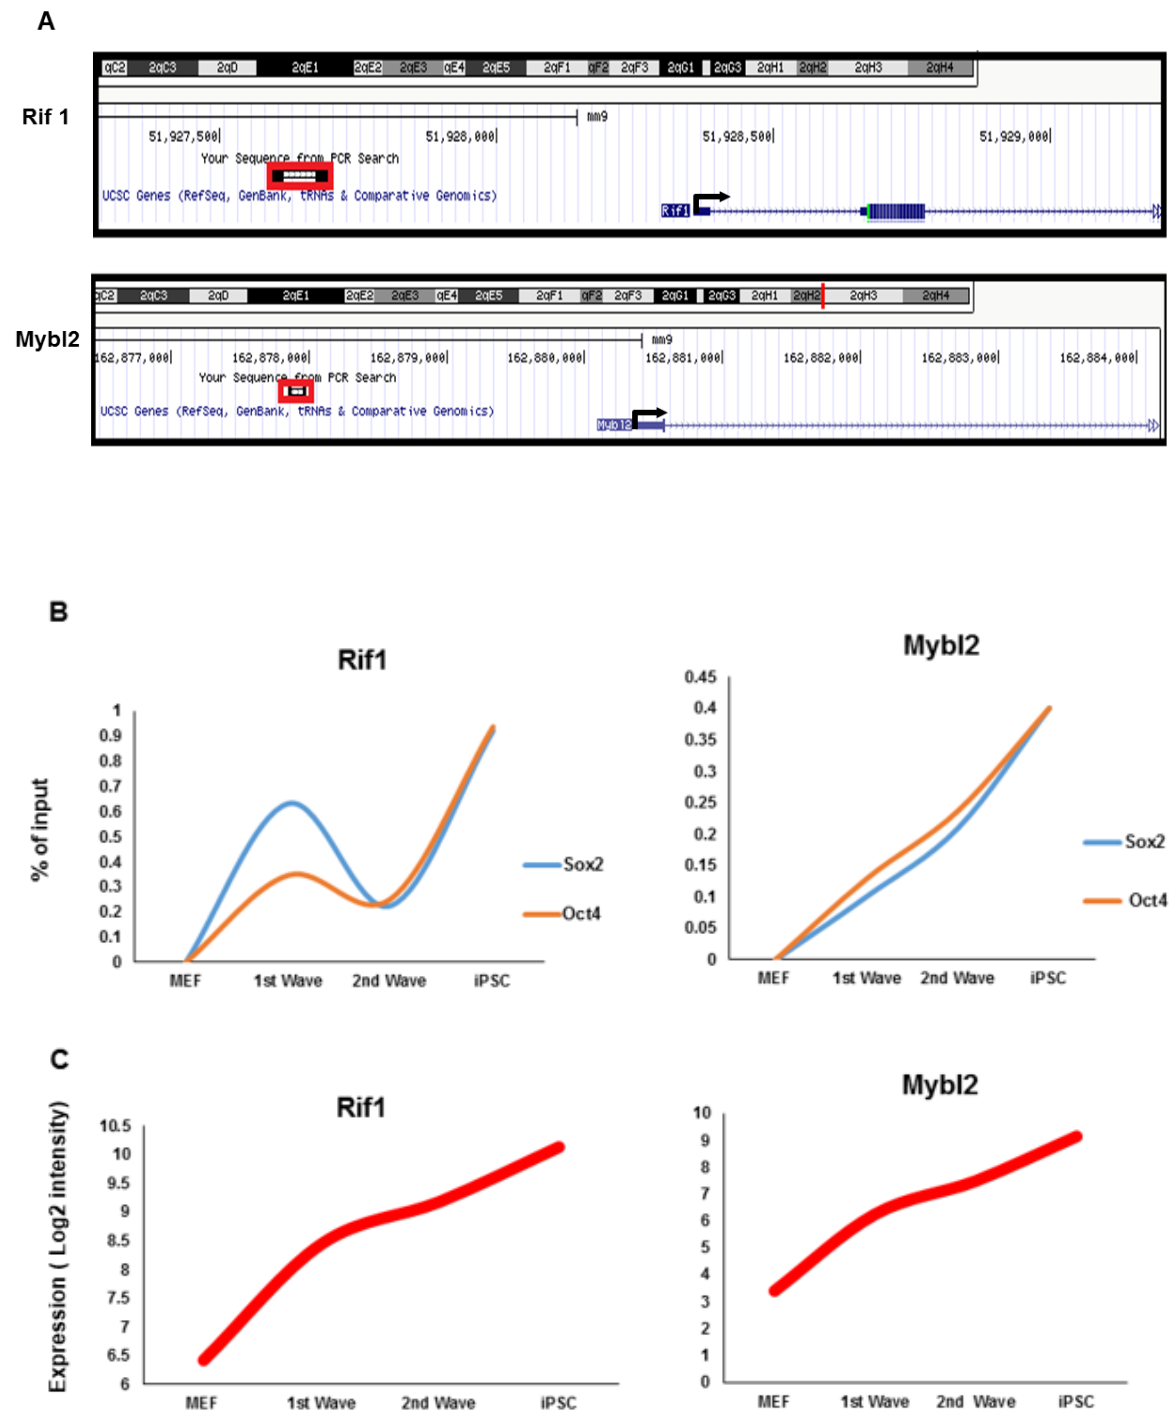 A
Rif 1
qC2 2qC3 2qD 2qE1 2qE2 2qE3 qE4 2qE5 2qF1 qF2 2qF3 2qG1 2qG3 2qH1 2qH2 2qH3 2qH4
mm9
51,927,500| 51,928,000| 51,928,500| 51,929,000|
Your Sequence from PCR Search
UCSC Genes (RefSeq, GenBank, tRNAs & Comparative Genomics)
Rif1
Mybl2
qC2 2qC3 2qD 2qE1 2qE2 2qE3 qE4 2qE5 2qF1 qF2 2qF3 2qG1 2qG3 2qH1 2qH2 2qH3 2qH4
mm9
162,877,000| 162,878,000| 162,879,000| 162,880,000| 162,881,000| 162,882,000| 162,883,000| 162,884,000|
Your Sequence from PCR Search
UCSC Genes (RefSeq, GenBank, tRNAs & Comparative Genomics)
Mybl2
B
Rif1
% of input
1
0.9
0.8
0.7
0.6
0.5
0.4
0.3
0.2
0.1
0
MEF 1st Wave 2nd Wave iPSC
Sox2
Oct4
Mybl2
0.45
0.4
0.35
0.3
0.25
0.2
0.15
0.1
0.05
0
MEF 1st Wave 2nd Wave iPSC
Sox2
Oct4
C
Rif1
Expression ( Log2 intensity)
10.5
10
9.5
9
8.5
8
7.5
7
6.5
6
MEF 1st Wave 2nd Wave iPSC
Mybl2
10
9
8
7
6
5
4
3
2
1
0
MEF 1st Wave 2nd Wave iPSC